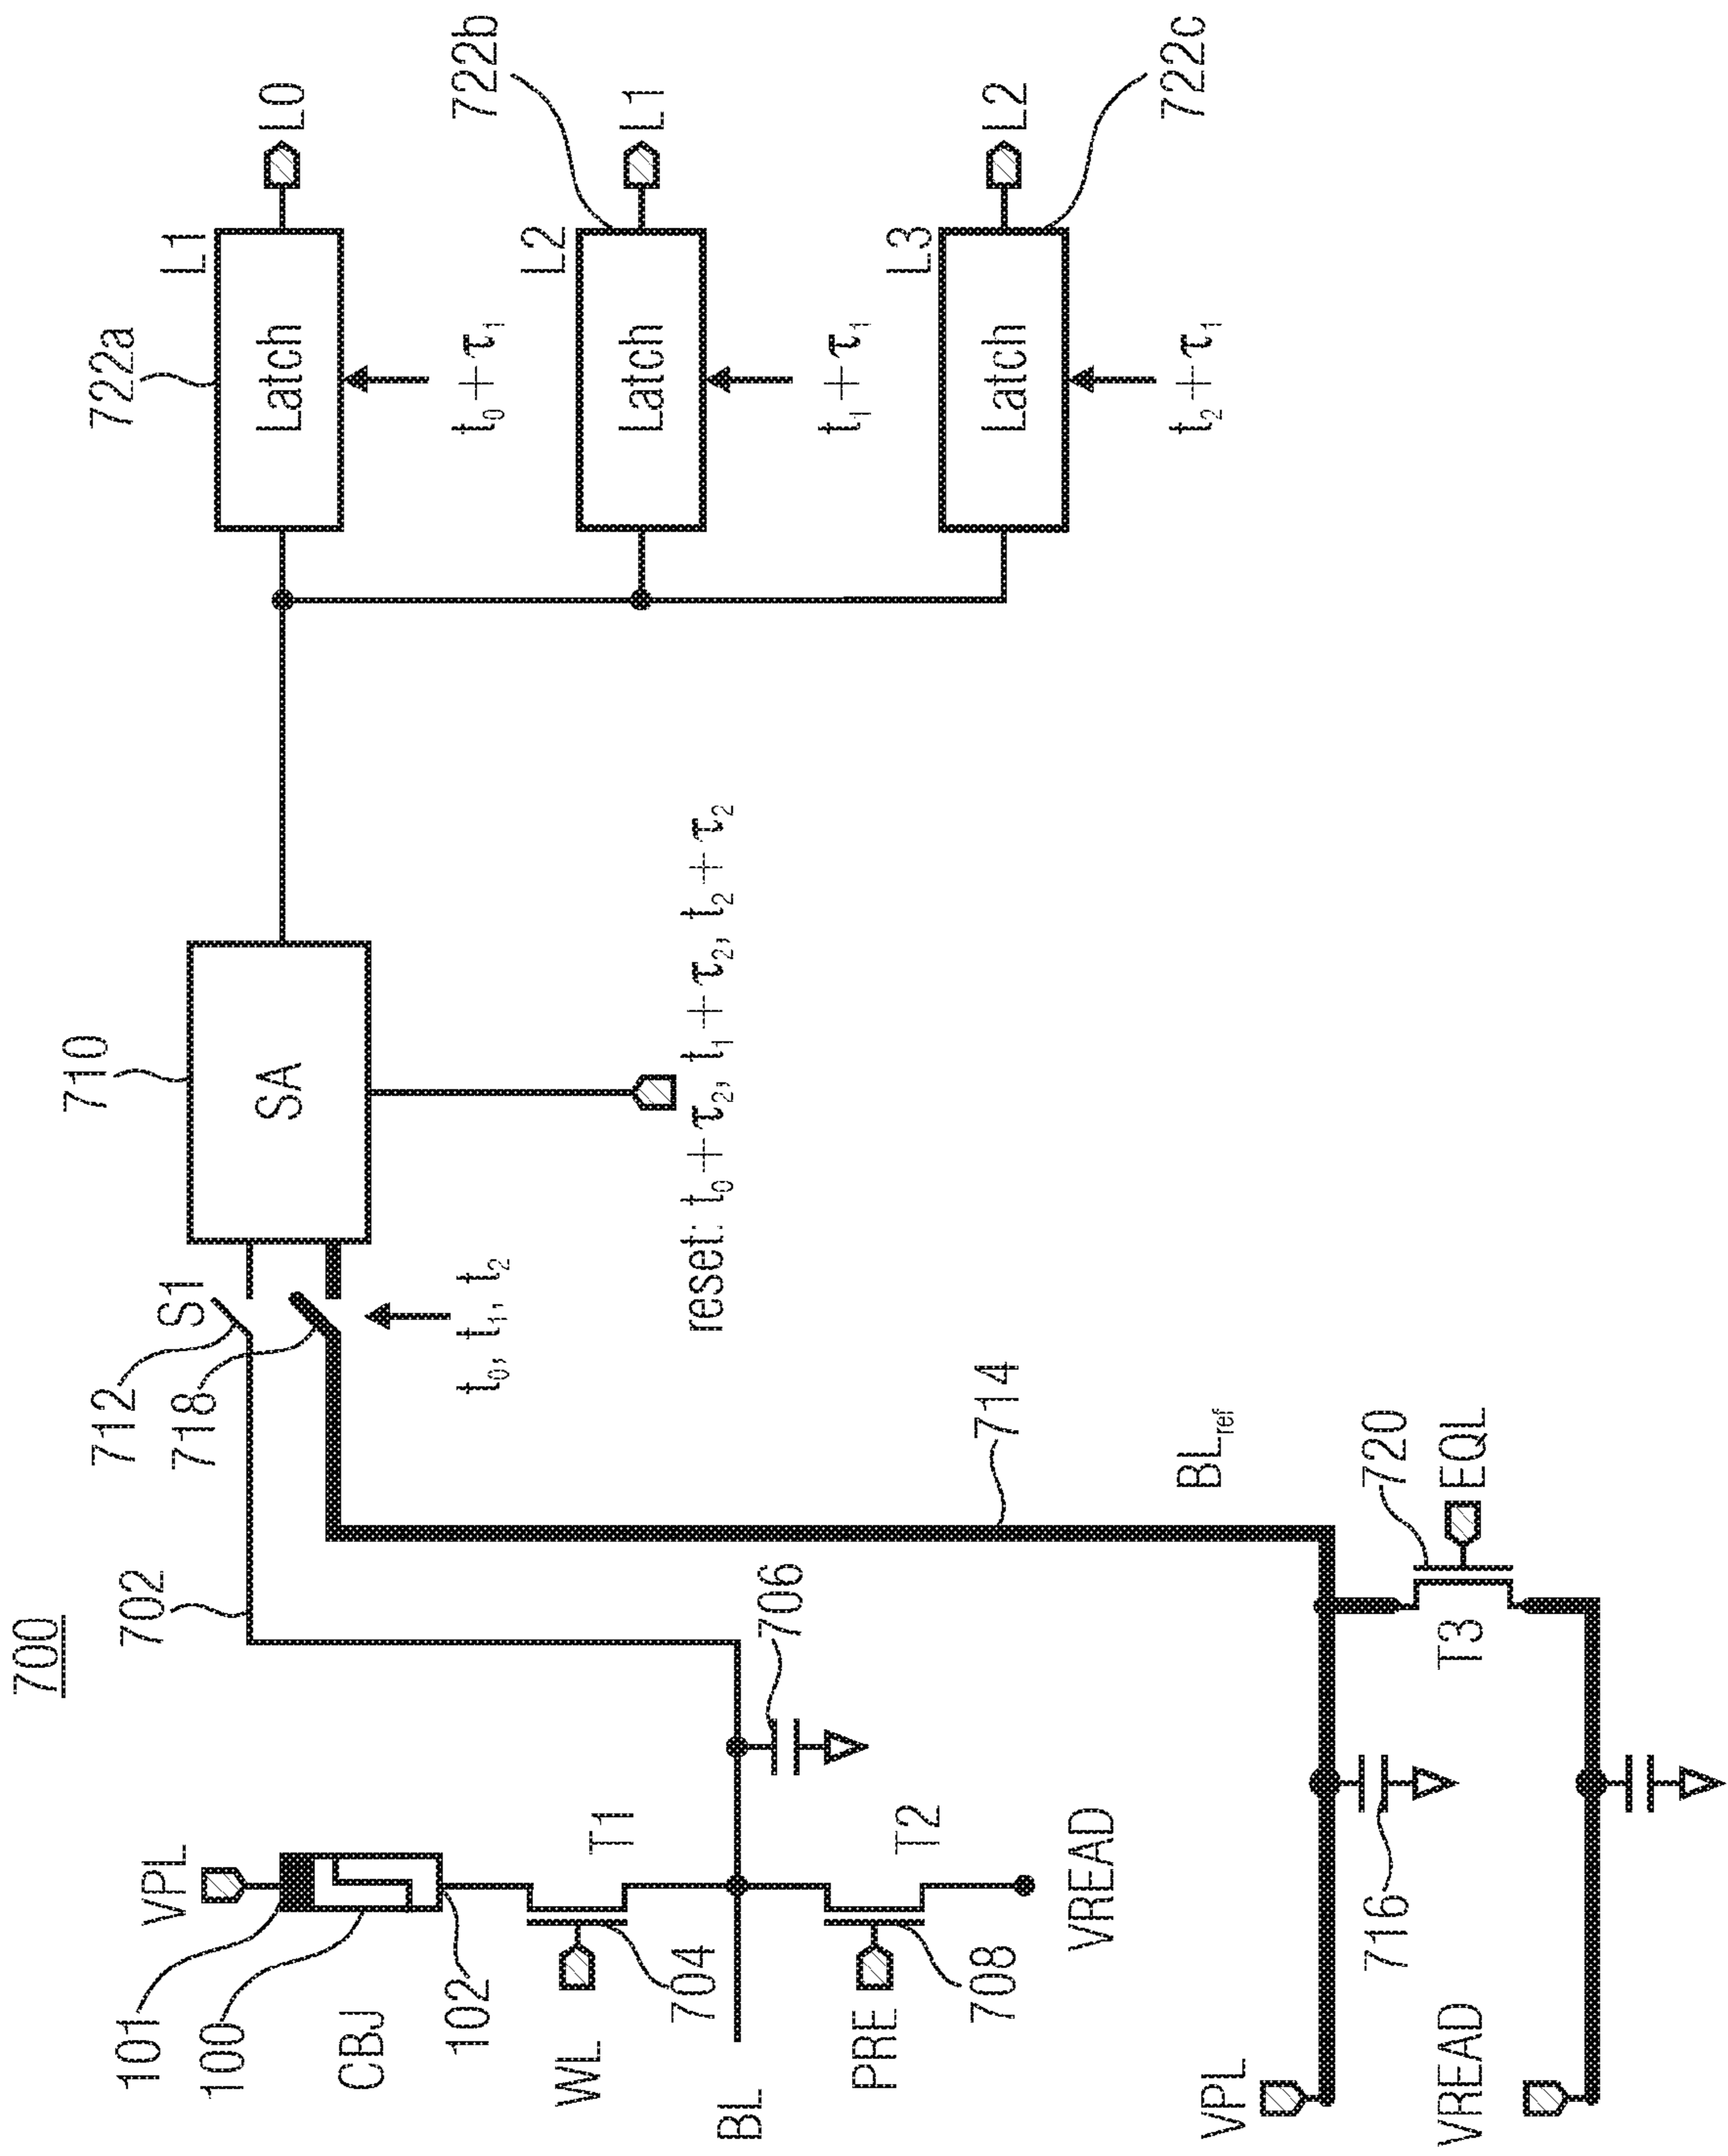 700
VPL
101
100
CBJ
102
WL
704
T1
BL
PRE
708
T2
VREAD
706
702
712
S1
718
t₀, t₁, t₂
710
SA
reset: t₀+τ₂, t₁+τ₂, t₂+τ₂
714
BLref
VPL
716
720
EQL
T3
VREAD
722a
L1
Latch
L0
t₀+τ₁
722b
L2
Latch
L1
t₁+τ₁
L3
Latch
L2
722c
t₂+τ₁